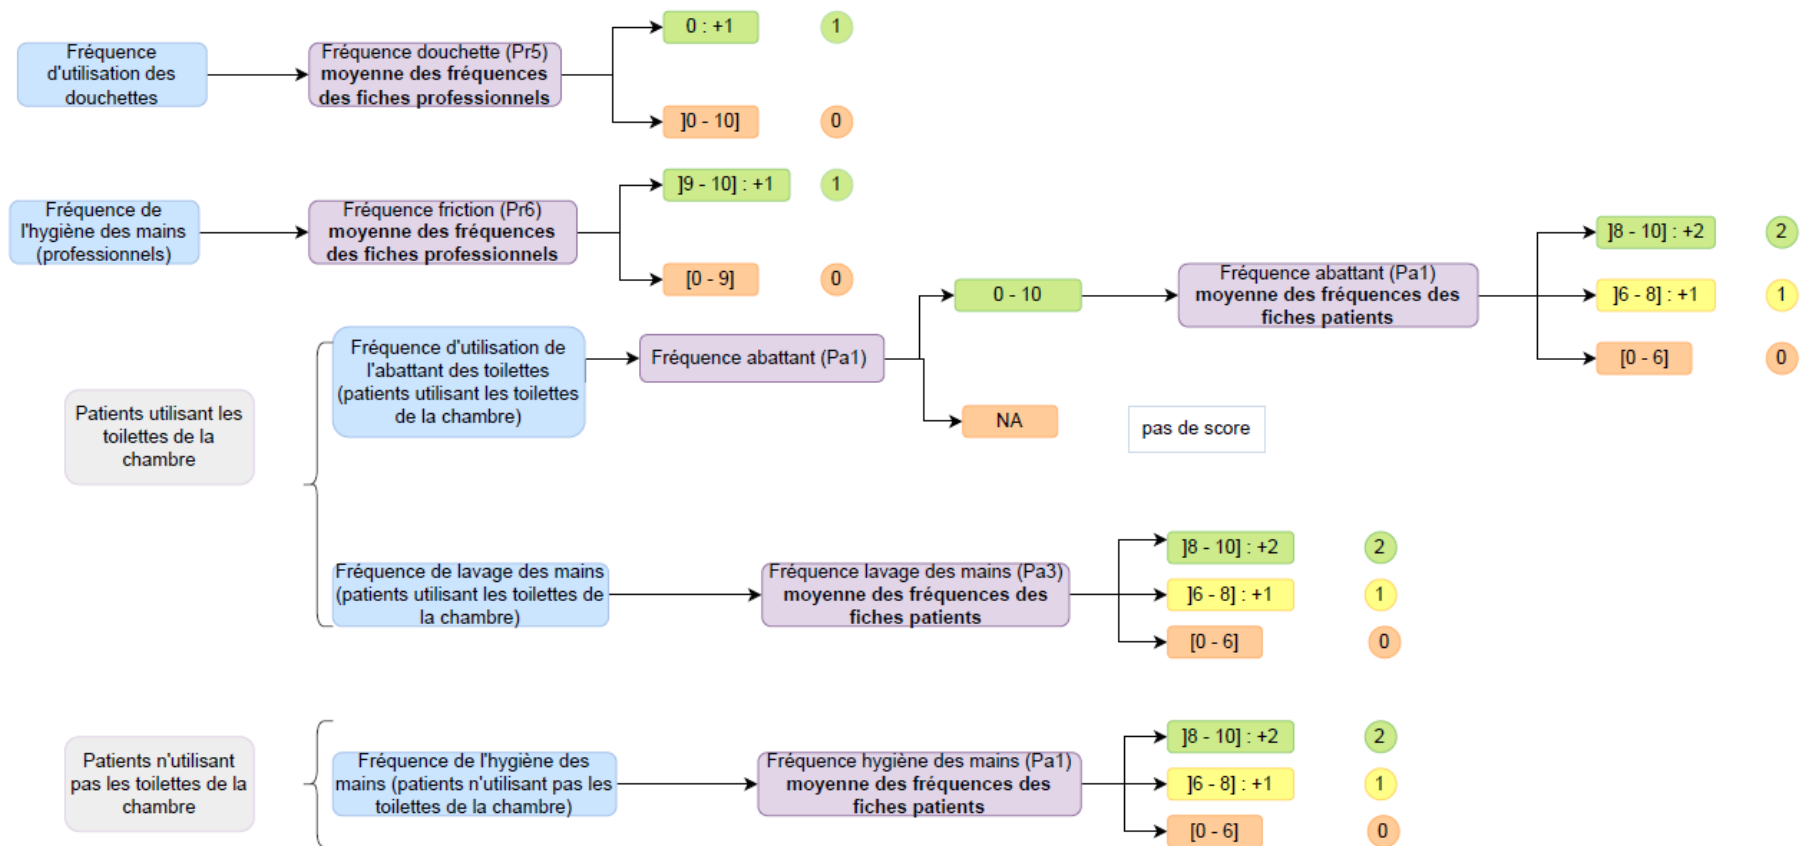 Fréquence
d'utilisation des
douchettes
Fréquence douchette (Pr5)
moyenne des fréquences
des fiches professionnels
0 : +1
1
]0 - 10]
0
Fréquence de
l'hygiène des mains
(professionnels)
Fréquence friction (Pr6)
moyenne des fréquences
des fiches professionnels
]9 - 10] : +1
1
[0 - 9]
0
Patients utilisant les
toilettes de la
chambre
Fréquence d'utilisation de
l'abattant des toilettes
(patients utilisant les toilettes
de la chambre)
Fréquence abattant (Pa1)
0 - 10
Fréquence abattant (Pa1)
moyenne des fréquences des
fiches patients
]8 - 10] : +2
2
]6 - 8] : +1
1
[0 - 6]
0
NA
pas de score
Fréquence de lavage des mains
(patients utilisant les toilettes de
la chambre)
Fréquence lavage des mains (Pa3)
moyenne des fréquences des
fiches patients
]8 - 10] : +2
2
]6 - 8] : +1
1
[0 - 6]
0
Patients n'utilisant
pas les toilettes de la
chambre
Fréquence de l'hygiène des
mains (patients n'utilisant pas les
toilettes de la chambre)
Fréquence hygiène des mains (Pa1)
moyenne des fréquences des
fiches patients
]8 - 10] : +2
2
]6 - 8] : +1
1
[0 - 6]
0